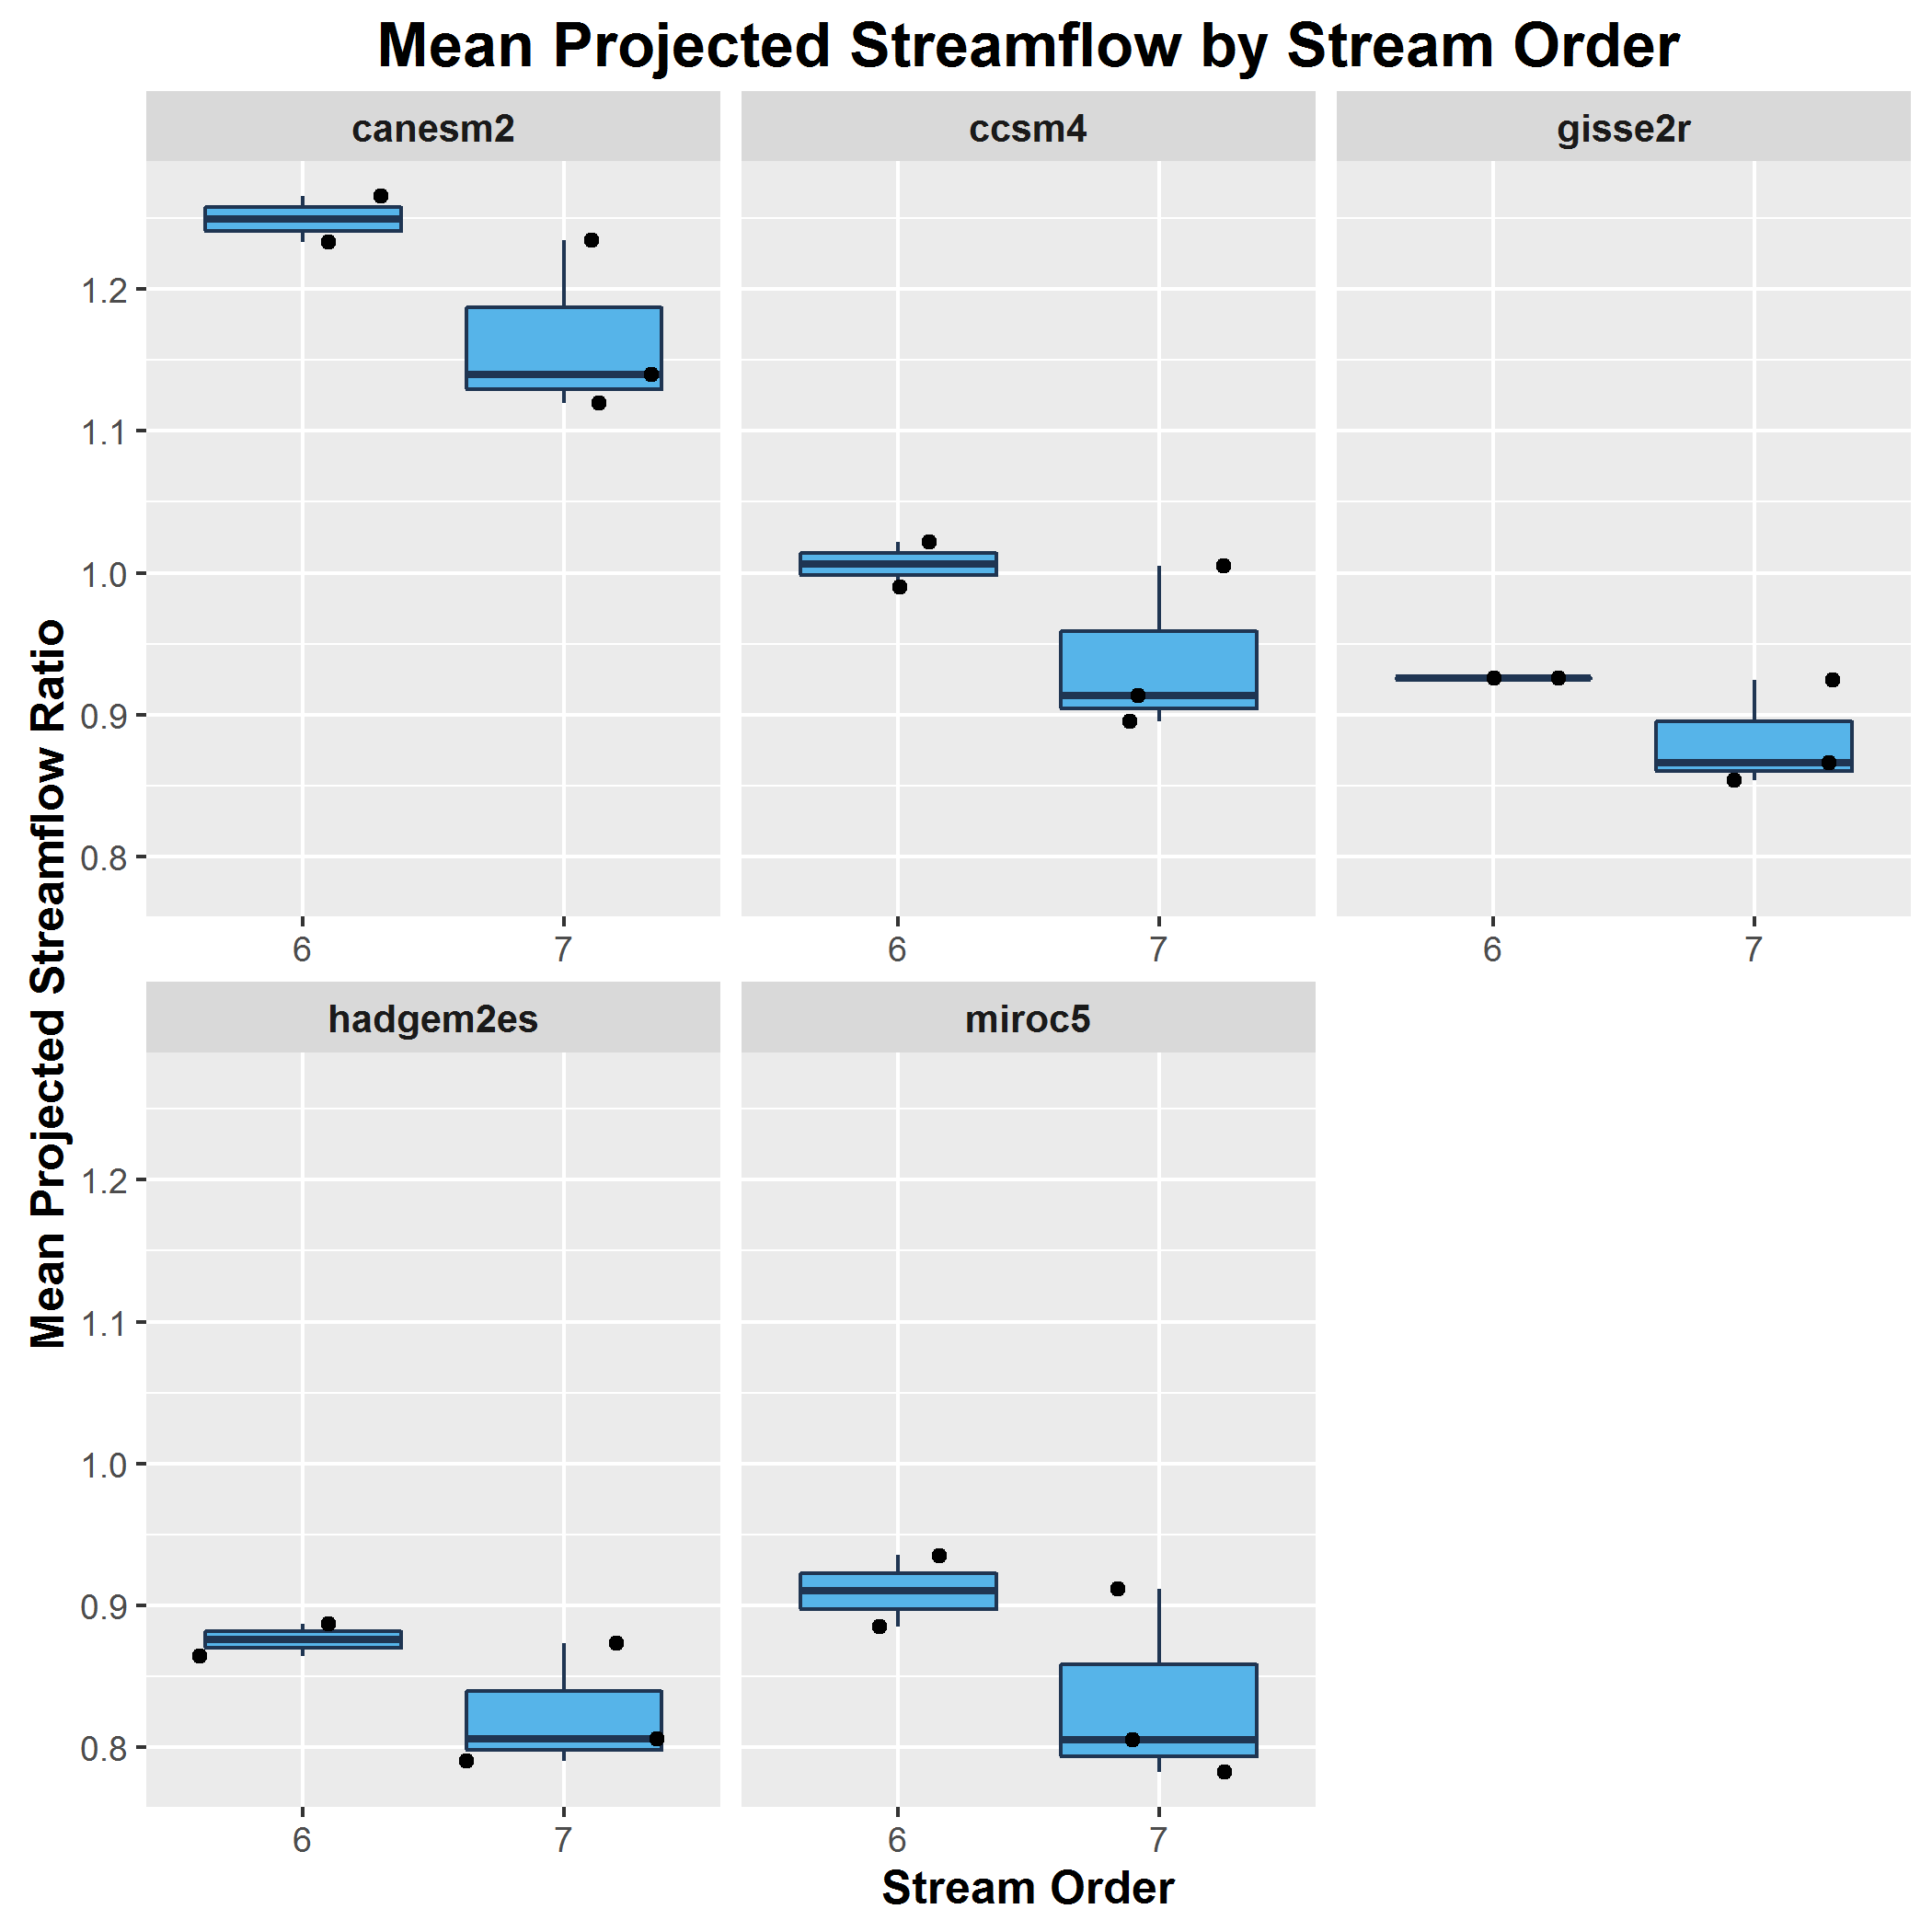 Mean Projected Streamflow by Stream Order
canesm2
ccsm4
gisse2r
1.2
1.1
1.0
0.9
0.8
6
7
6
7
6
7
Mean Projected Streamflow Ratio
hadgem2es
miroc5
1.2
1.1
1.0
0.9
0.8
6
7
6
7
Stream Order